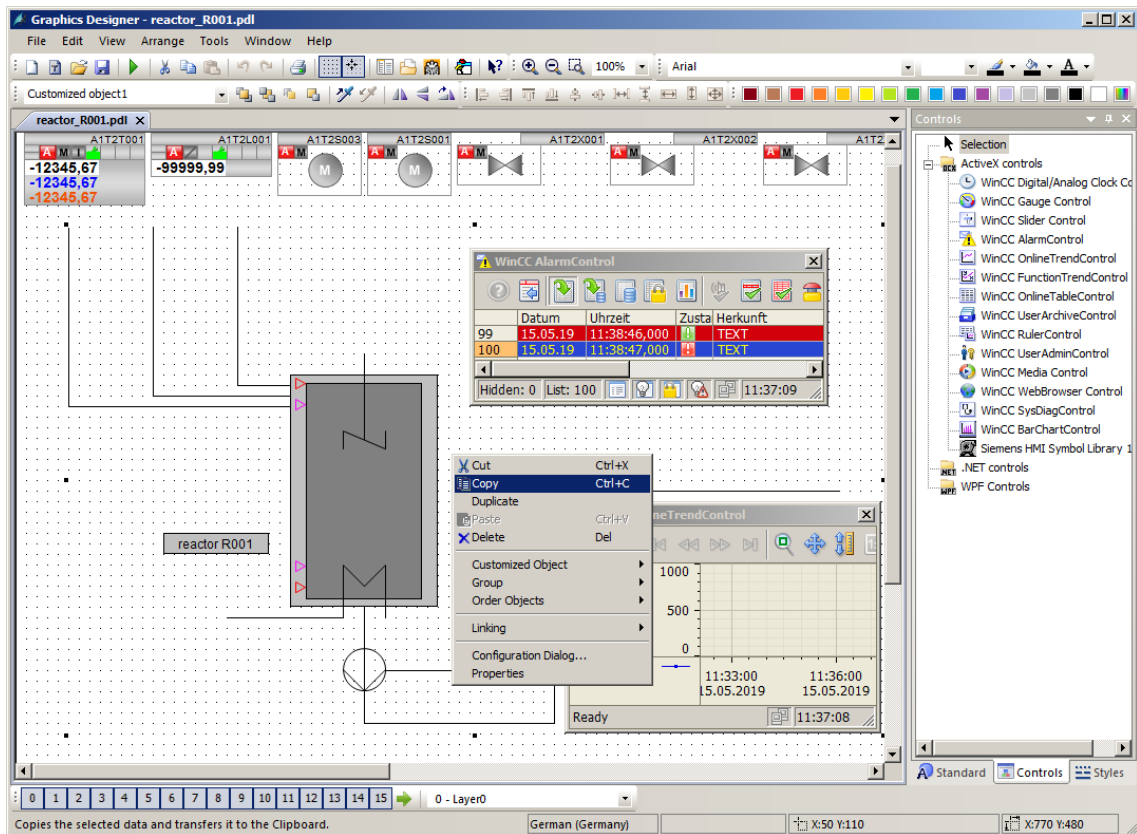 Graphics Designer - reactor_R001.pdl
File Edit View Arrange Tools Window Help
100% Arial
Customized object1
reactor_R001.pdl
A1T2T001 A1T2L001 A1T2S003 A1T2S001 A1T2X001 A1T2X002 A1T2
A M I A A M A M A M A M A M
-12345,67 -99999,99 M M
-12345,67
-12345,67
WinCC AlarmControl
Datum Uhrzeit Zusta Herkunft
99 15.05.19 11:38:46,000 TEXT
100 15.05.19 11:38:47,000 TEXT
Hidden: 0 List: 100 11:37:09
reactor R001
Cut Ctrl+X
Copy Ctrl+C
Duplicate
Paste Ctrl+V
Delete Del
Customized Object
Group
Order Objects
Linking
Configuration Dialog...
Properties
neTrendControl
1000
500
0
11:33:00 11:36:00
15.05.2019 15.05.2019
Ready 11:37:08
Controls
Selection
ActiveX controls
WinCC Digital/Analog Clock Co
WinCC Gauge Control
WinCC Slider Control
WinCC AlarmControl
WinCC OnlineTrendControl
WinCC FunctionTrendControl
WinCC OnlineTableControl
WinCC UserArchiveControl
WinCC RulerControl
WinCC UserAdminControl
WinCC Media Control
WinCC WebBrowser Control
WinCC SysDiagControl
WinCC BarChartControl
Siemens HMI Symbol Library 1
.NET controls
WPF Controls
Standard Controls Styles
0 1 2 3 4 5 6 7 8 9 10 11 12 13 14 15 0 - Layer0
Copies the selected data and transfers it to the Clipboard. German (Germany) X:50 Y:110 X:770 Y:480